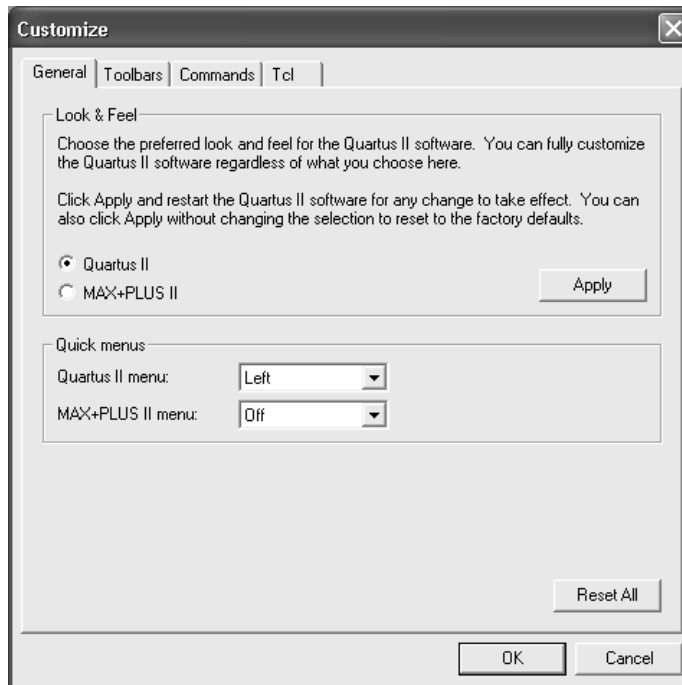 Customize
General
Toolbars
Commands
Tcl
Look & Feel
Choose the preferred look and feel for the Quartus II software. You can fully customize
the Quartus II software regardless of what you choose here.
Click Apply and restart the Quartus II software for any change to take effect. You can
also click Apply without changing the selection to reset to the factory defaults.
Quartus II
MAX+PLUS II
Apply
Quick menus
Quartus II menu:
Left
MAX+PLUS II menu:
Off
Reset All
OK
Cancel